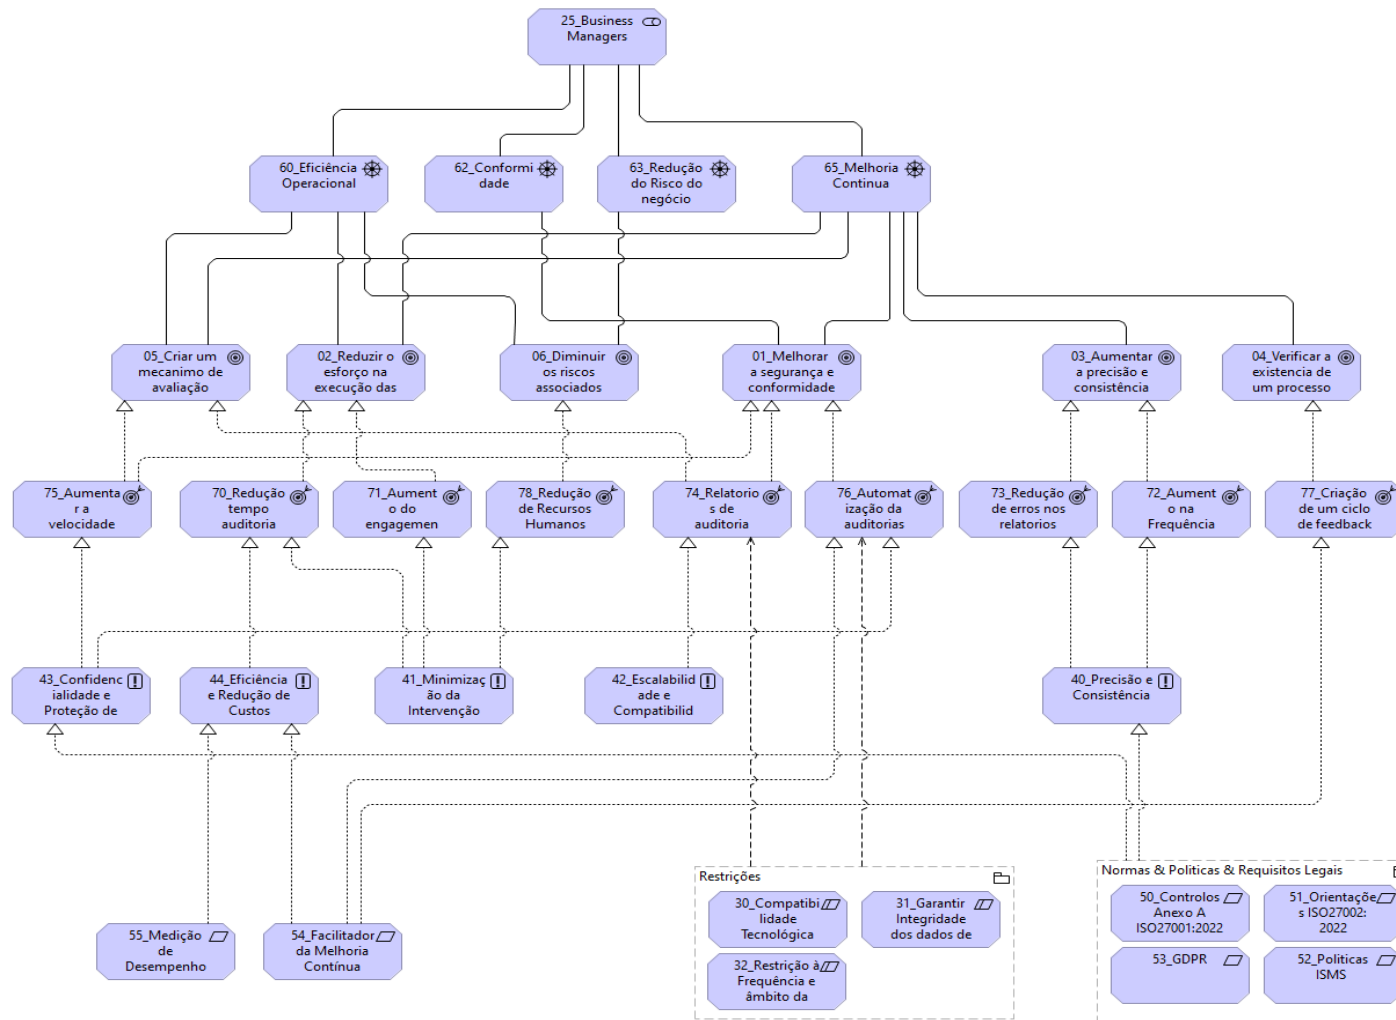 25_Business
Managers
60_Eficiência
Operacional
62_Conformi
dade
63_Redução
do Risco do
negócio
65_Melhoria
Continua
05_Criar um
mecanimo de
avaliação
02_Reduzir o
esforço na
execução das
06_Diminuir
os riscos
associados
01_Melhorar
a segurança e
conformidade
03_Aumentar
a precisão e
consistência
04_Verificar a
existencia de
um processo
75_Aumenta
r a
velocidade
70_Redução
tempo
auditoria
71_Aument
o do
engagemen
78_Redução
de Recursos
Humanos
74_Relatorio
s de
auditoria
76_Automat
ização da
auditorias
73_Redução
de erros nos
relatorios
72_Aument
o na
Frequência
77_Criação
de um ciclo
de feedback
43_Confidenc
ialidade e
Proteção de
44_Eficiência
e Redução de
Custos
41_Minimizaç
ão da
Intervenção
42_Escalabilid
ade e
Compatibilid
40_Precisão e
Consistência
55_Medição
de
Desempenho
54_Facilitador
da Melhoria
Contínua
Restrições
30_Compatibi
lidade
Tecnológica
31_Garantir
Integridade
dos dados de
32_Restrição à
Frequência e
âmbito da
Normas & Politicas & Requisitos Legais
50_Controlos
Anexo A
ISO27001:2022
51_Orientaçõe
s ISO27002:
2022
53_GDPR
52_Politicas
ISMS